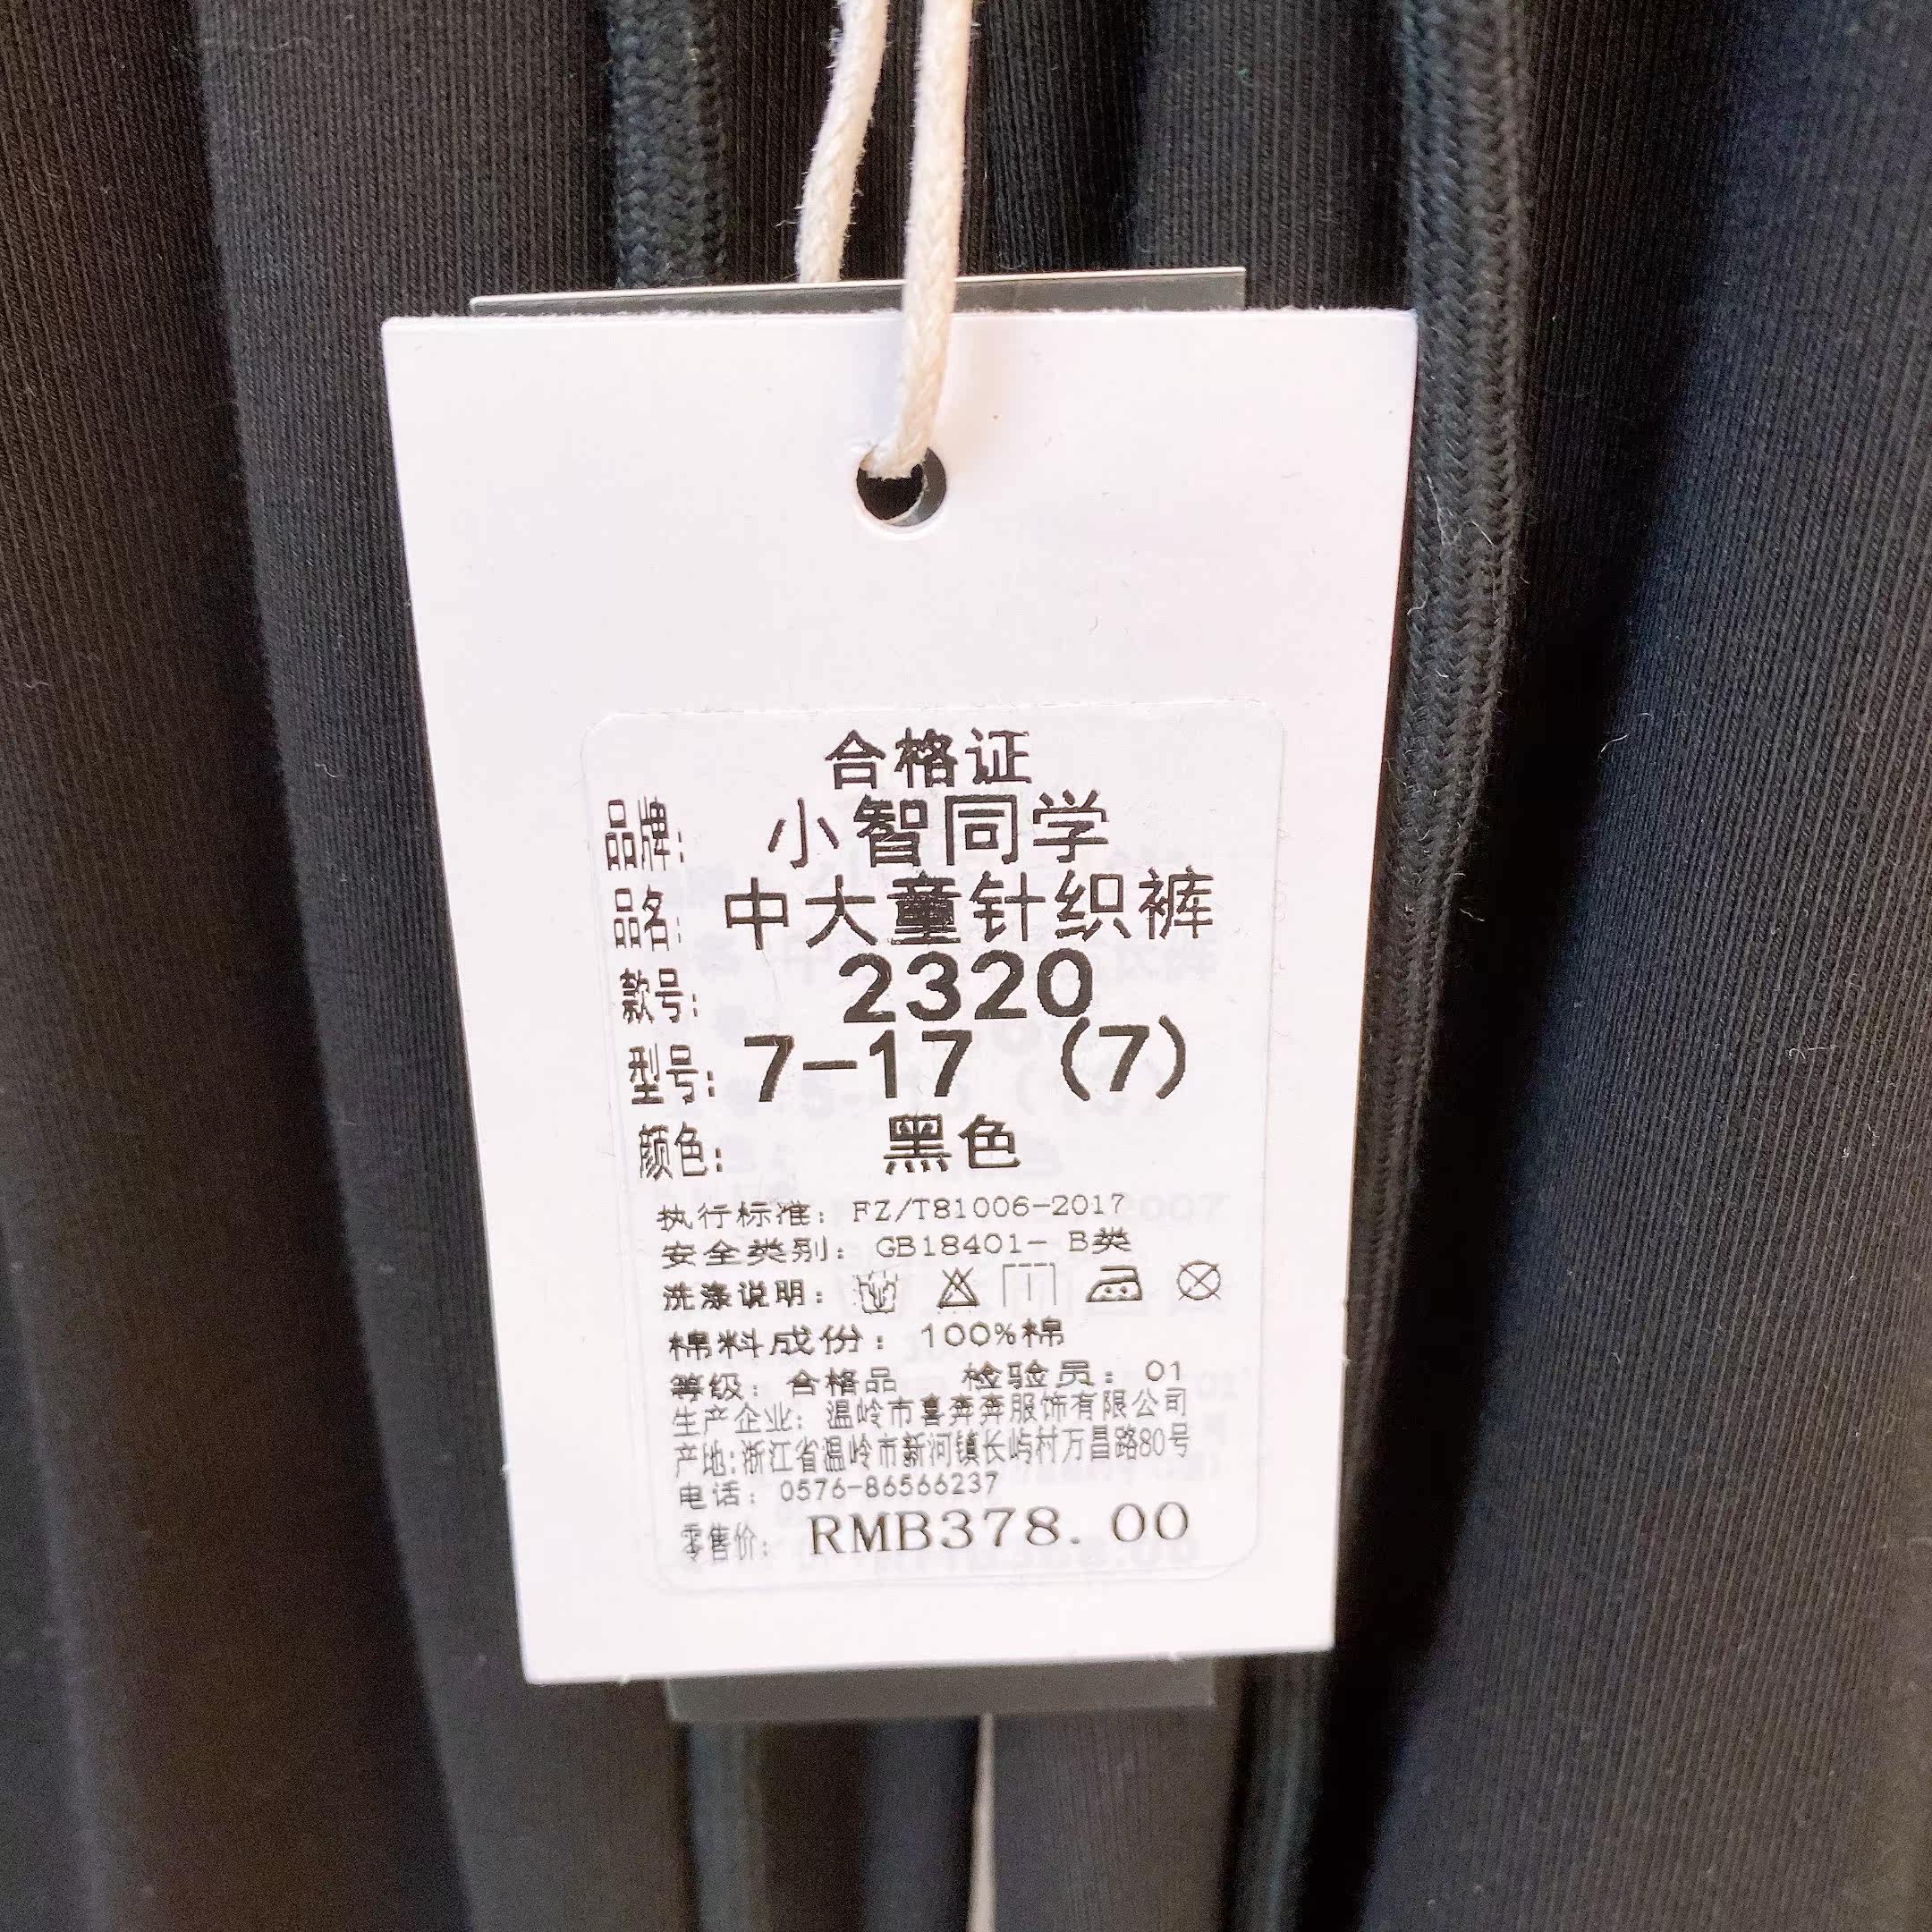 合格证
品牌: 小智同学
品名: 中大童针织裤
款号: 2320
型号: 7-17 (7)
颜色: 黑色
执行标准: FZ/T81006-2017
安全类别: GB18401- B类
洗涤说明:
棉料成份: 100%棉
等级: 合格品 检验员: 01
生产企业: 温岭市喜奔奔服饰有限公司
产地:浙江省温岭市新河镇长屿村万昌路80号
电话: 0576-86566237
零售价: RMB378.00